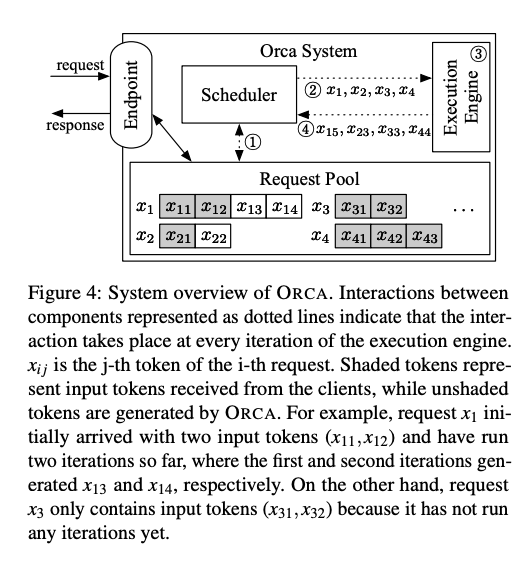 Orca System
request
response
Endpoint
Scheduler
② x₁, x₂, x₃, x₄
④ x₁₅, x₂₃, x₃₃, x₄₄
Execution
Engine
③
①
Request Pool
x₁ x₁₁ x₁₂ x₁₃ x₁₄ x₃ x₃₁ x₃₂ ...
x₂ x₂₁ x₂₂ x₄ x₄₁ x₄₂ x₄₃
Figure 4: System overview of ORCA. Interactions between
components represented as dotted lines indicate that the inter-
action takes place at every iteration of the execution engine.
xᵢⱼ is the j-th token of the i-th request. Shaded tokens repre-
sent input tokens received from the clients, while unshaded
tokens are generated by ORCA. For example, request x₁ ini-
tially arrived with two input tokens (x₁₁,x₁₂) and have run
two iterations so far, where the first and second iterations gen-
erated x₁₃ and x₁₄, respectively. On the other hand, request
x₃ only contains input tokens (x₃₁,x₃₂) because it has not run
any iterations yet.